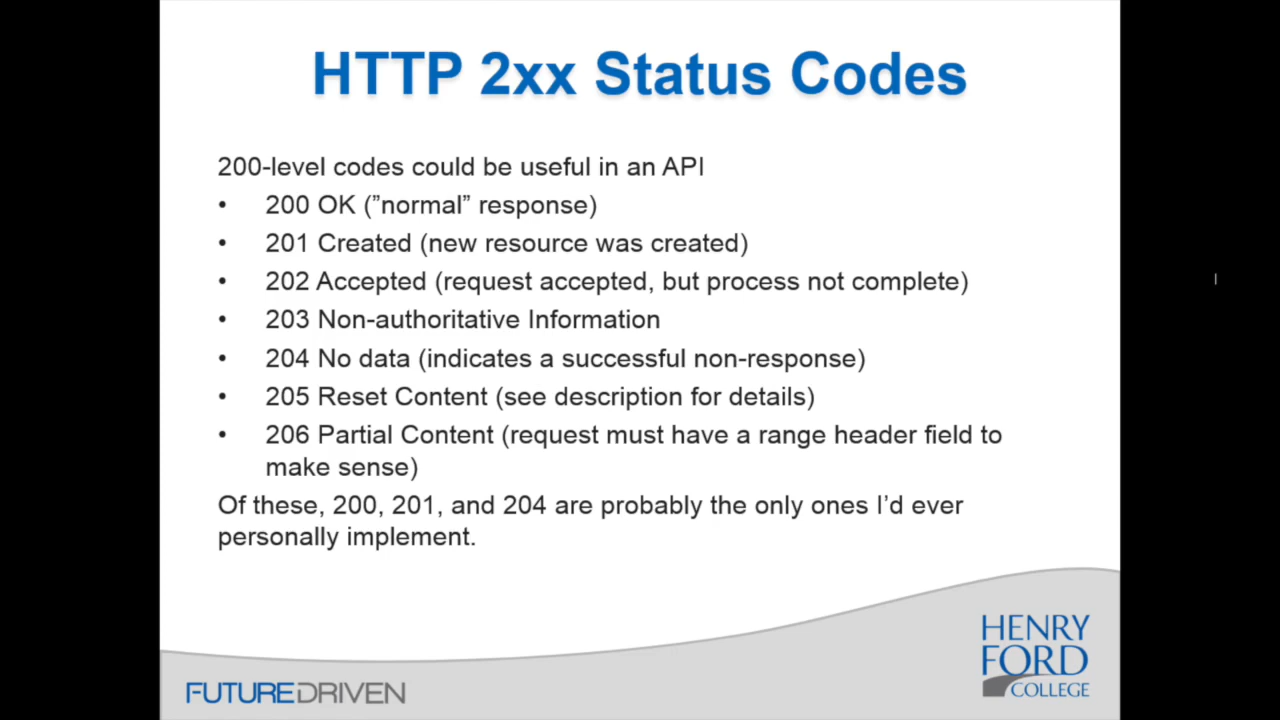 HTTP 2xx Status Codes
200-level codes could be useful in an API
• 200 OK (”normal” response)
• 201 Created (new resource was created)
• 202 Accepted (request accepted, but process not complete)
• 203 Non-authoritative Information
• 204 No data (indicates a successful non-response)
• 205 Reset Content (see description for details)
• 206 Partial Content (request must have a range header field to
make sense)
Of these, 200, 201, and 204 are probably the only ones I’d ever
personally implement.
FUTUREDRIVEN
HENRY
FORD
COLLEGE